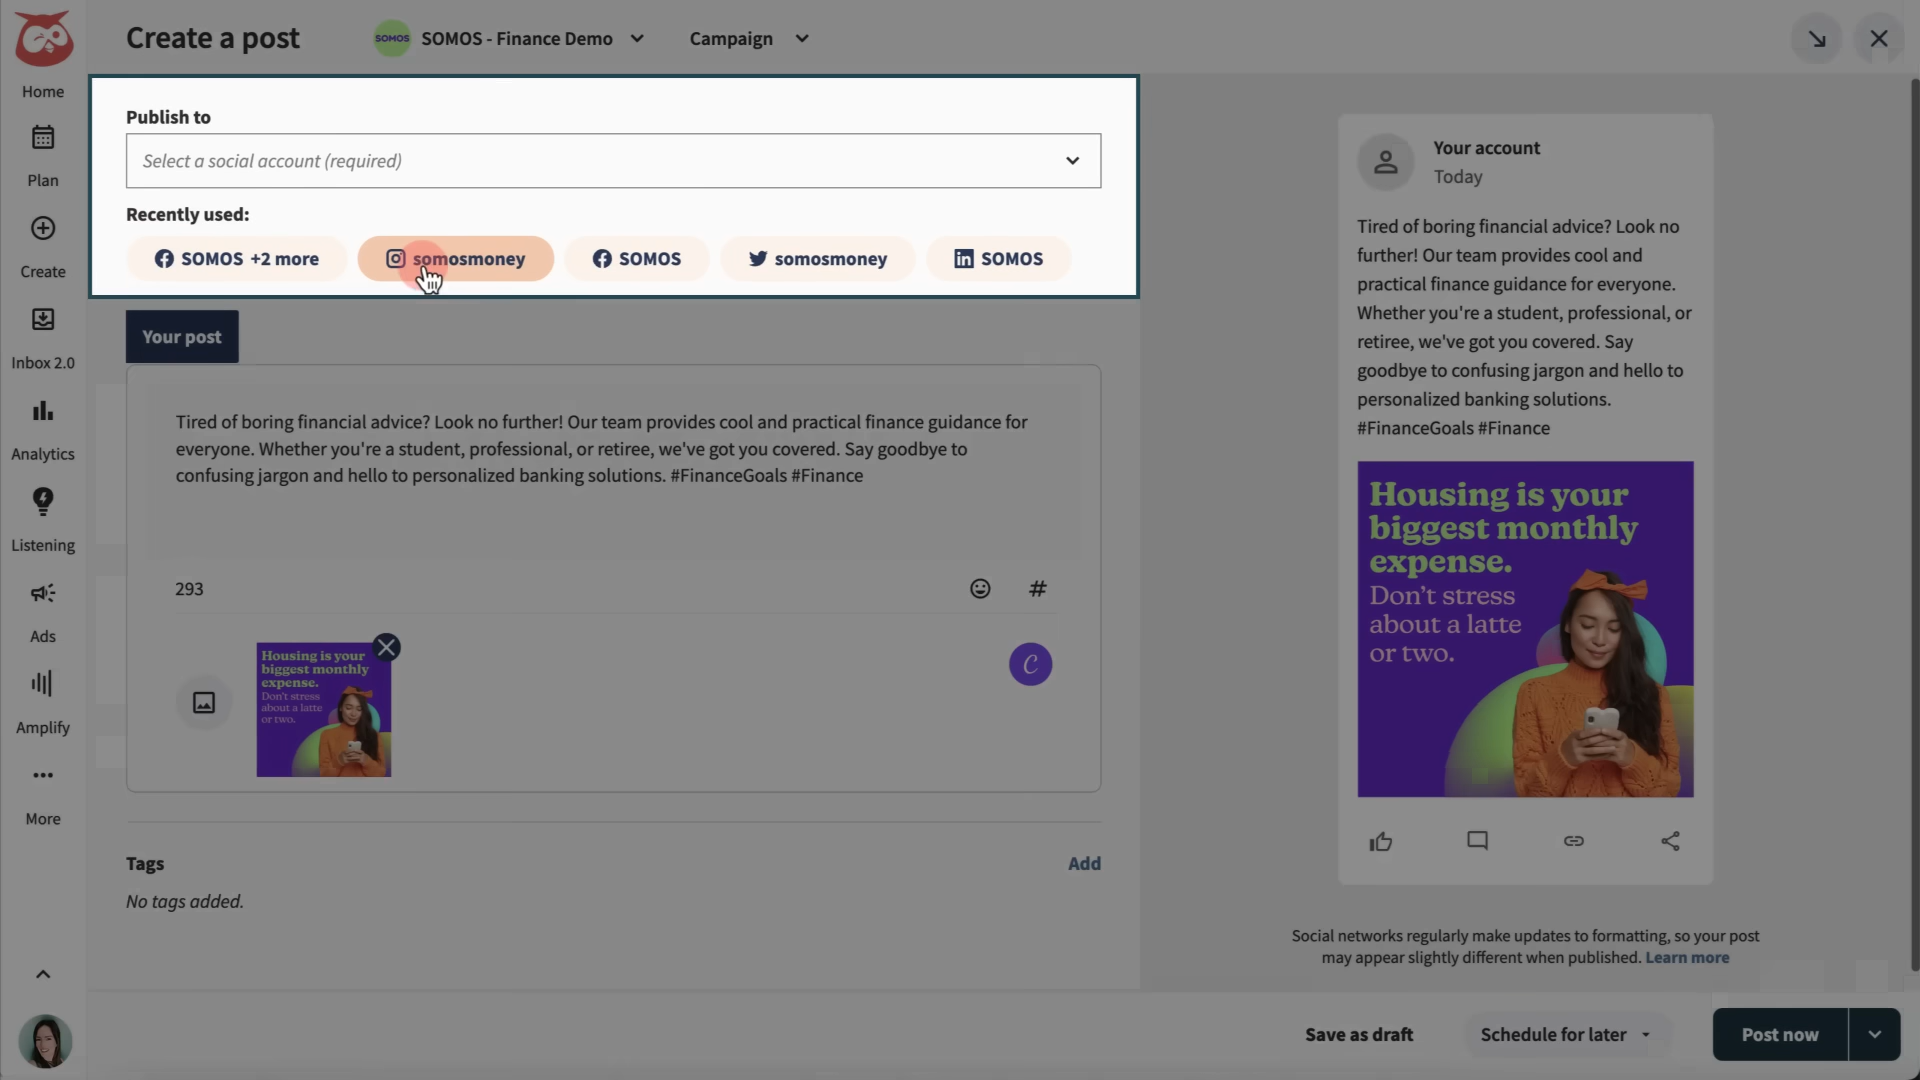 Create a post
SOMOS
SOMOS - Finance Demo
Campaign
Home
Plan
Create
Inbox 2.0
Analytics
Listening
Ads
Amplify
More
Publish to
Select a social account (required)
Recently used:
SOMOS +2 more
somosmoney
SOMOS
somosmoney
SOMOS
Your post
Tired of boring financial advice? Look no further! Our team provides cool and practical finance guidance for
everyone. Whether you're a student, professional, or retiree, we've got you covered. Say goodbye to
confusing jargon and hello to personalized banking solutions. #FinanceGoals #Finance
293
#
Housing is your
biggest monthly
expense.
Don't stress
about a latte
or two.
C
Tags
Add
No tags added.
Your account
Today
Tired of boring financial advice? Look no
further! Our team provides cool and
practical finance guidance for everyone.
Whether you're a student, professional, or
retiree, we've got you covered. Say
goodbye to confusing jargon and hello to
personalized banking solutions.
#FinanceGoals #Finance
Housing is your
biggest monthly
expense.
Don't stress
about a latte
or two.
Social networks regularly make updates to formatting, so your post
may appear slightly different when published. Learn more
Save as draft
Schedule for later
Post now